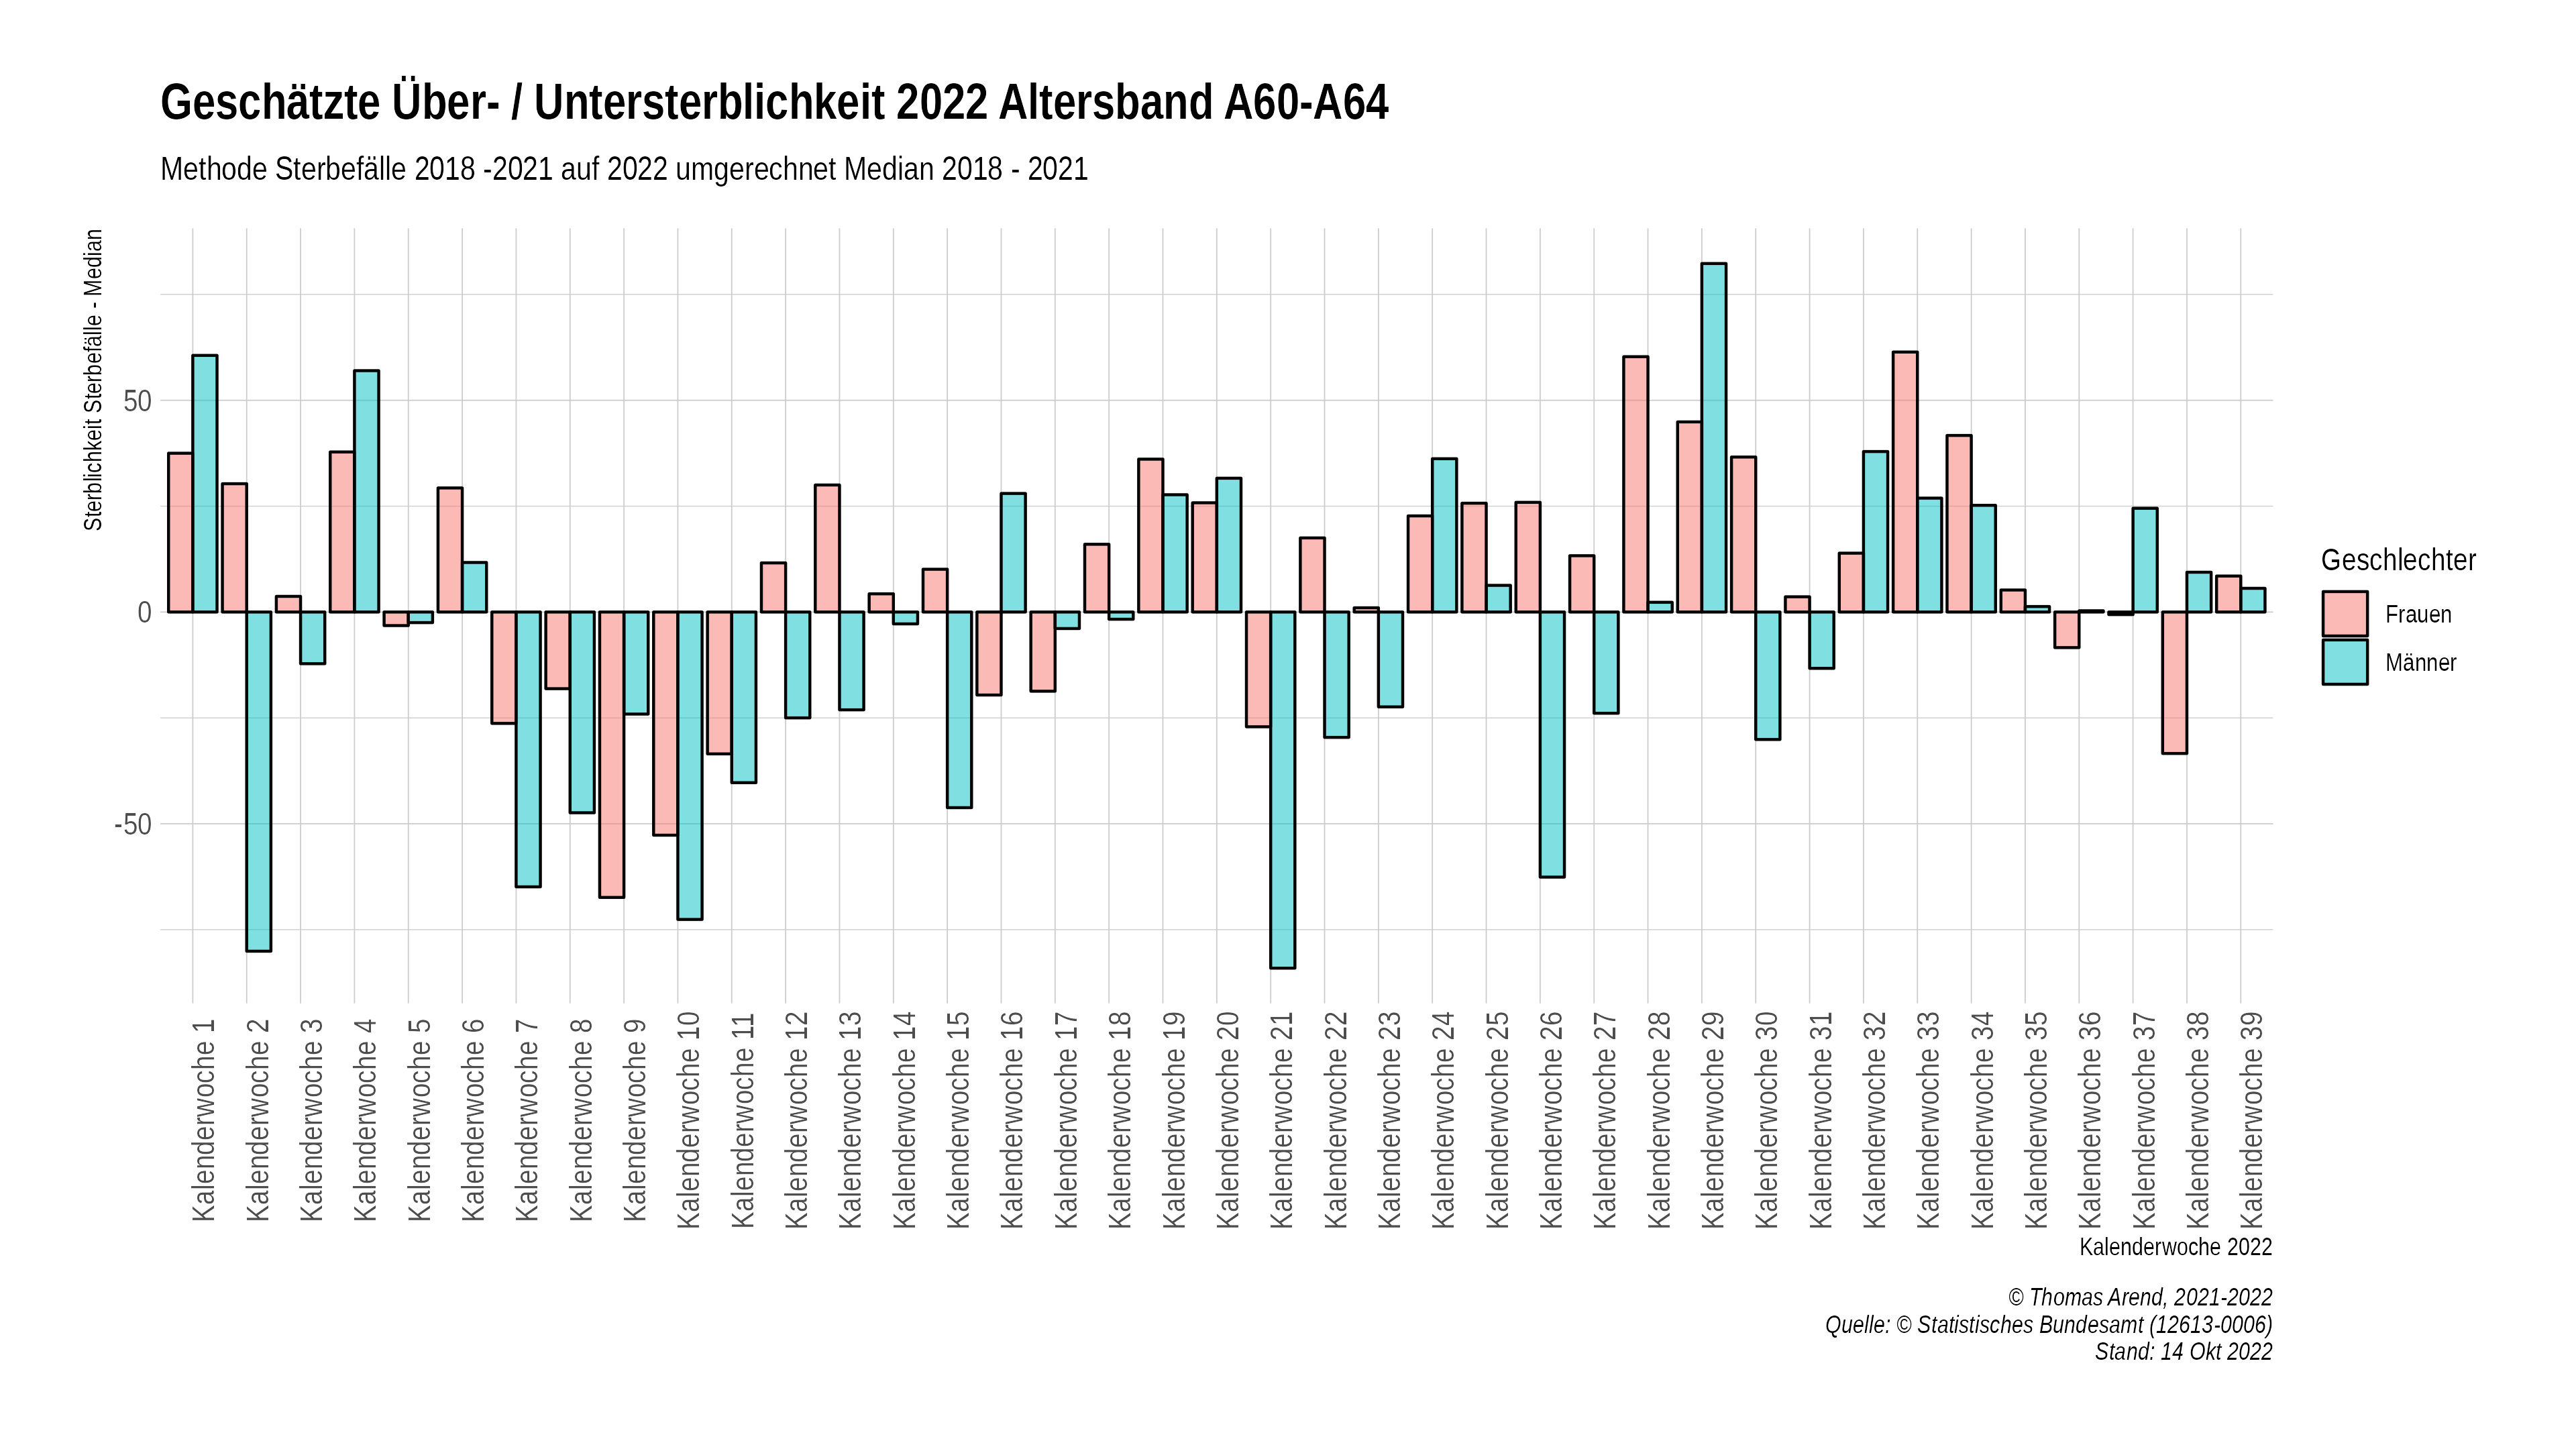 Geschätzte Über- / Untersterblichkeit 2022 Altersband A60-A64
Methode Sterbefälle 2018 -2021 auf 2022 umgerechnet Median 2018 - 2021
Sterblichkeit Sterbefälle - Median
50
0
-50
Geschlechter
Frauen
Männer
Kalenderwoche 1
Kalenderwoche 2
Kalenderwoche 3
Kalenderwoche 4
Kalenderwoche 5
Kalenderwoche 6
Kalenderwoche 7
Kalenderwoche 8
Kalenderwoche 9
Kalenderwoche 10
Kalenderwoche 11
Kalenderwoche 12
Kalenderwoche 13
Kalenderwoche 14
Kalenderwoche 15
Kalenderwoche 16
Kalenderwoche 17
Kalenderwoche 18
Kalenderwoche 19
Kalenderwoche 20
Kalenderwoche 21
Kalenderwoche 22
Kalenderwoche 23
Kalenderwoche 24
Kalenderwoche 25
Kalenderwoche 26
Kalenderwoche 27
Kalenderwoche 28
Kalenderwoche 29
Kalenderwoche 30
Kalenderwoche 31
Kalenderwoche 32
Kalenderwoche 33
Kalenderwoche 34
Kalenderwoche 35
Kalenderwoche 36
Kalenderwoche 37
Kalenderwoche 38
Kalenderwoche 39
Kalenderwoche 2022
© Thomas Arend, 2021-2022
Quelle: © Statistisches Bundesamt (12613-0006)
Stand: 14 Okt 2022